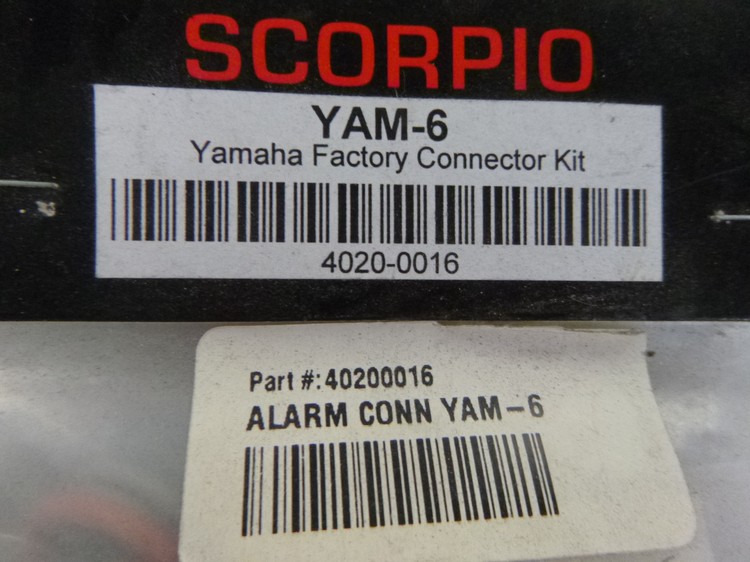 SCORPIO
YAM-6
Yamaha Factory Connector Kit
4020-0016
Part #:40200016
ALARM CONN YAM-6